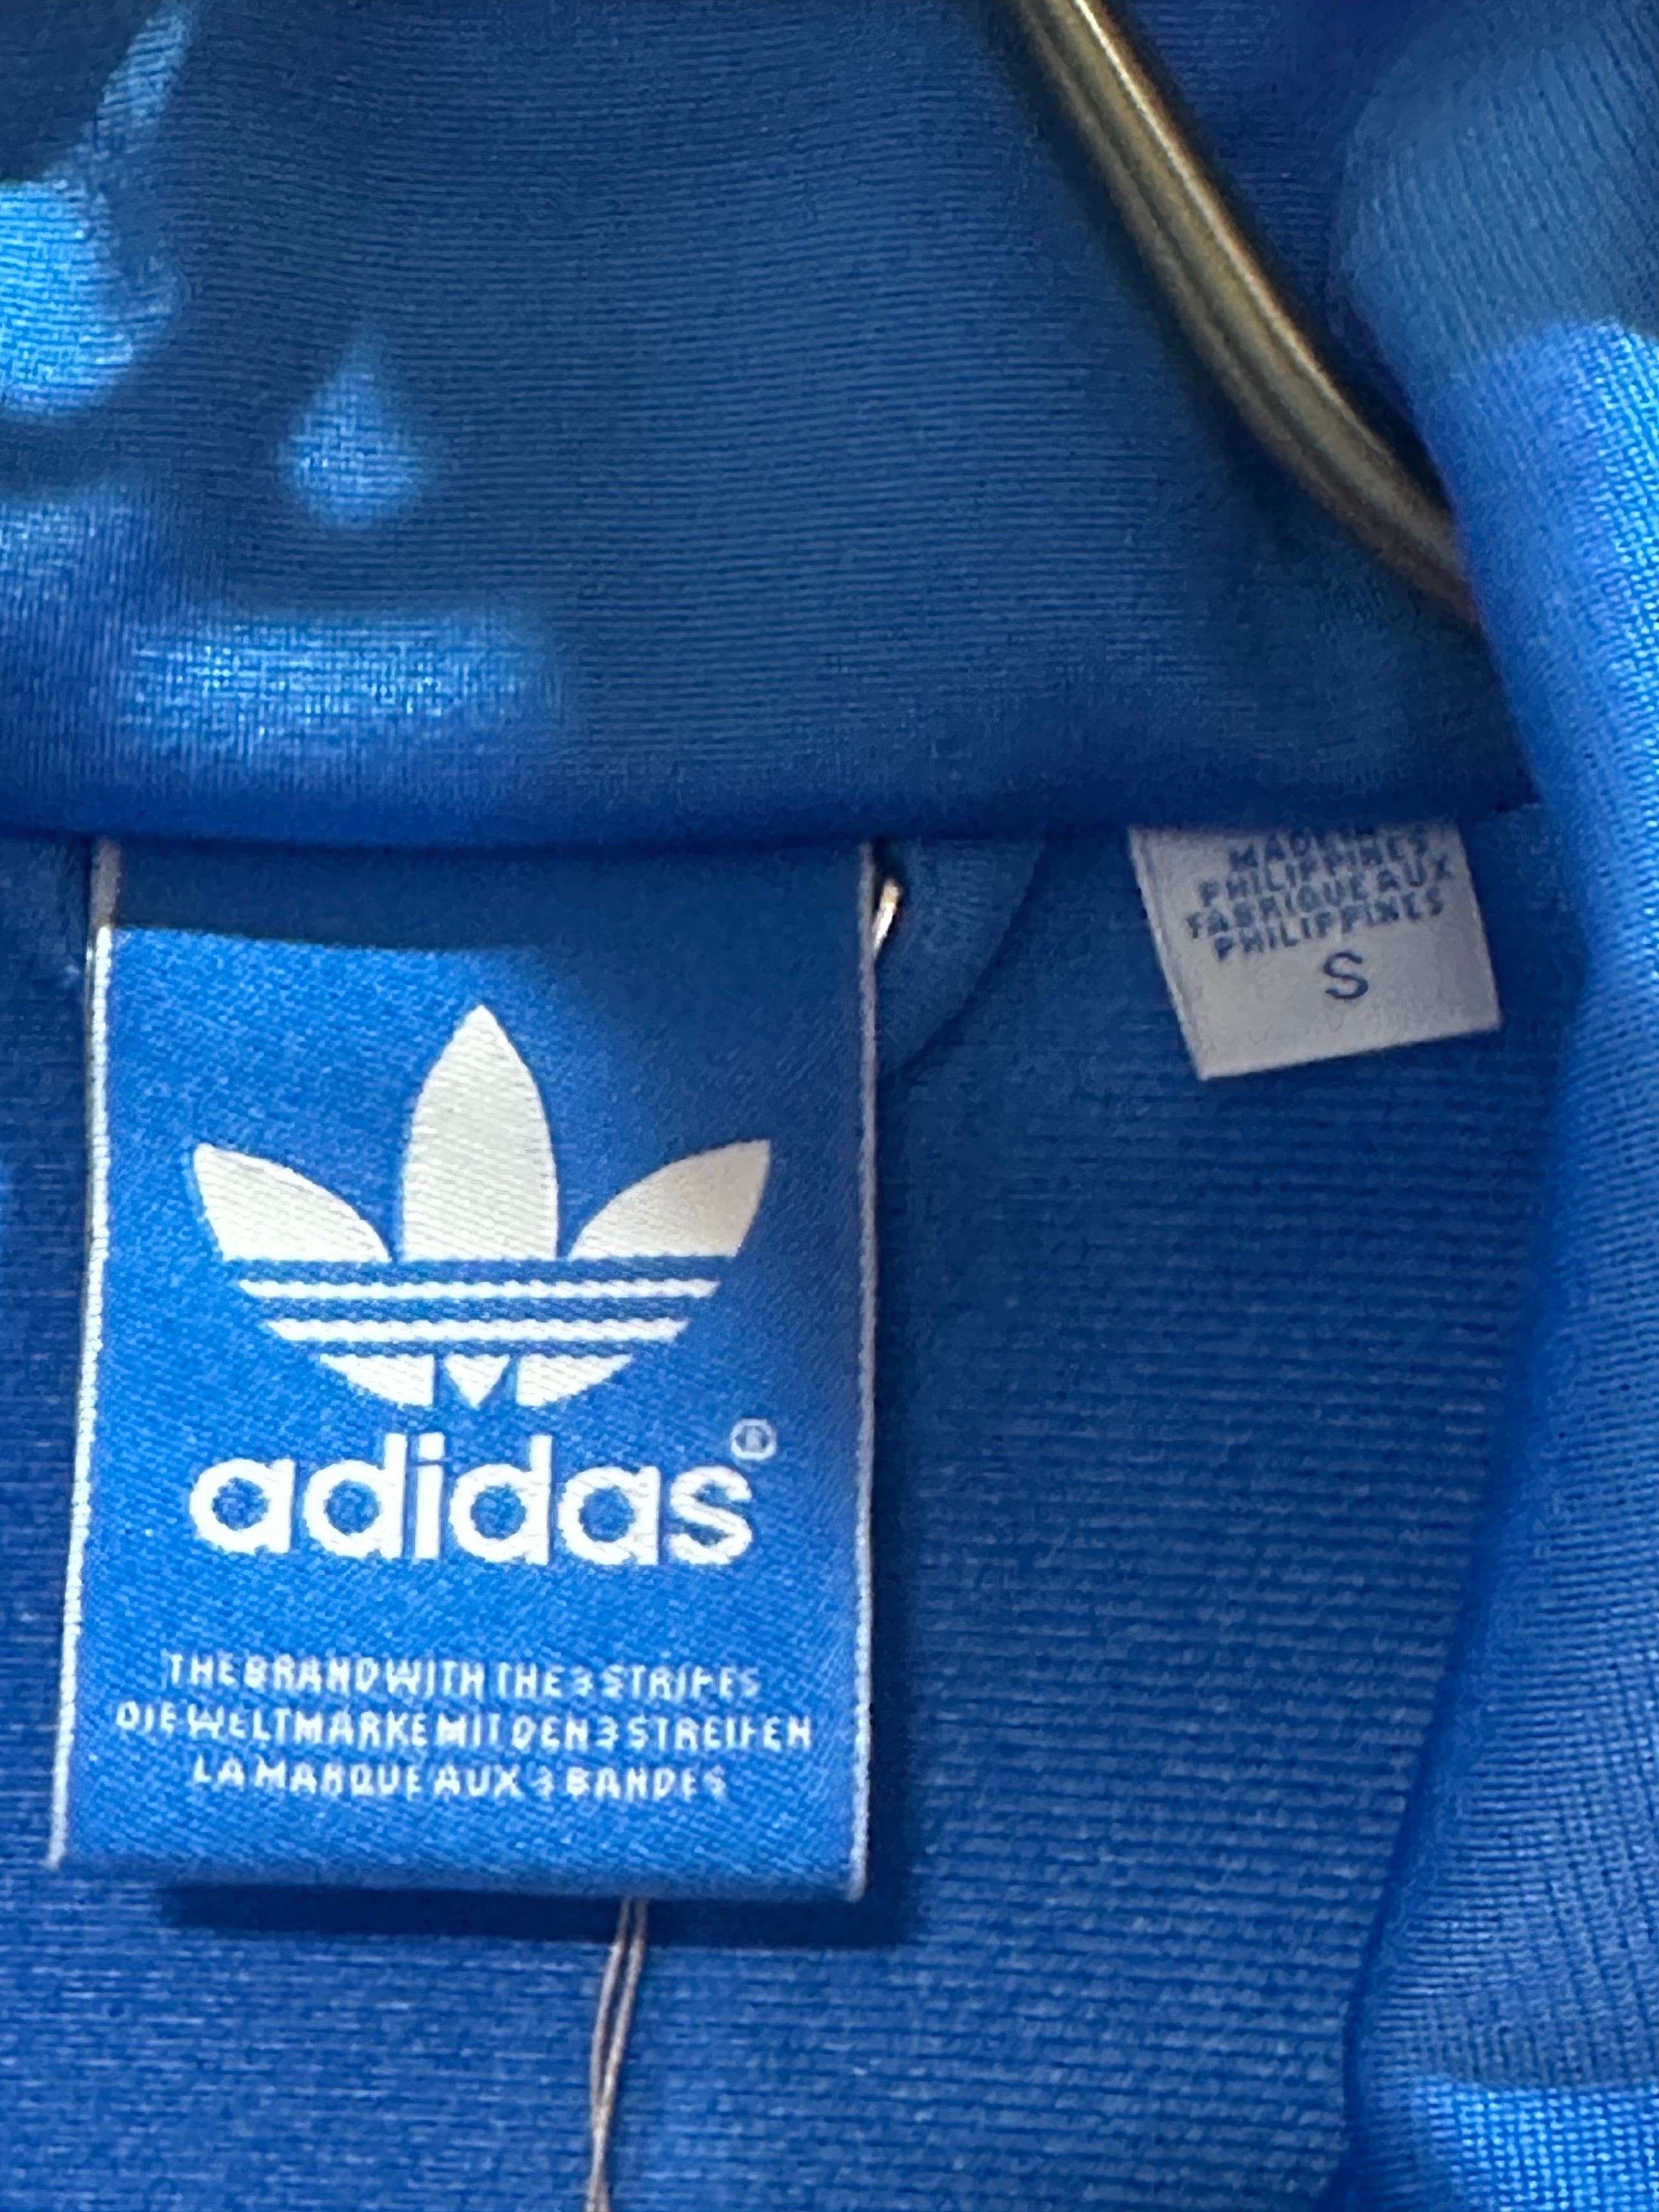 adidas®
THE BRAND WITH THE 3 STRIPES
DIE WELTMARKE MIT DEN 3 STREIFEN
LA MARQUE AUX 3 BANDES
MADE IN
PHILIPPINES
FABRIQUE AUX
PHILIPPINES
S